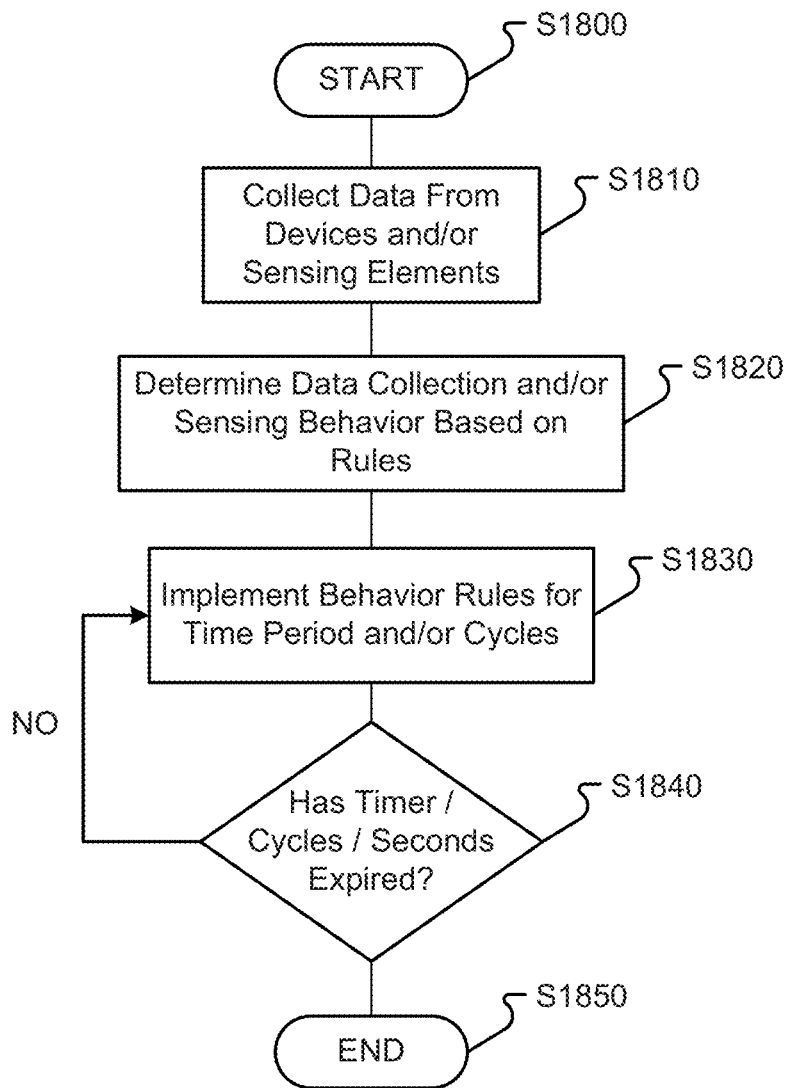 START
S1800
Collect Data From
Devices and/or
Sensing Elements
S1810
Determine Data Collection and/or
Sensing Behavior Based on
Rules
S1820
Implement Behavior Rules for
Time Period and/or Cycles
S1830
NO
Has Timer /
Cycles / Seconds
Expired?
S1840
END
S1850